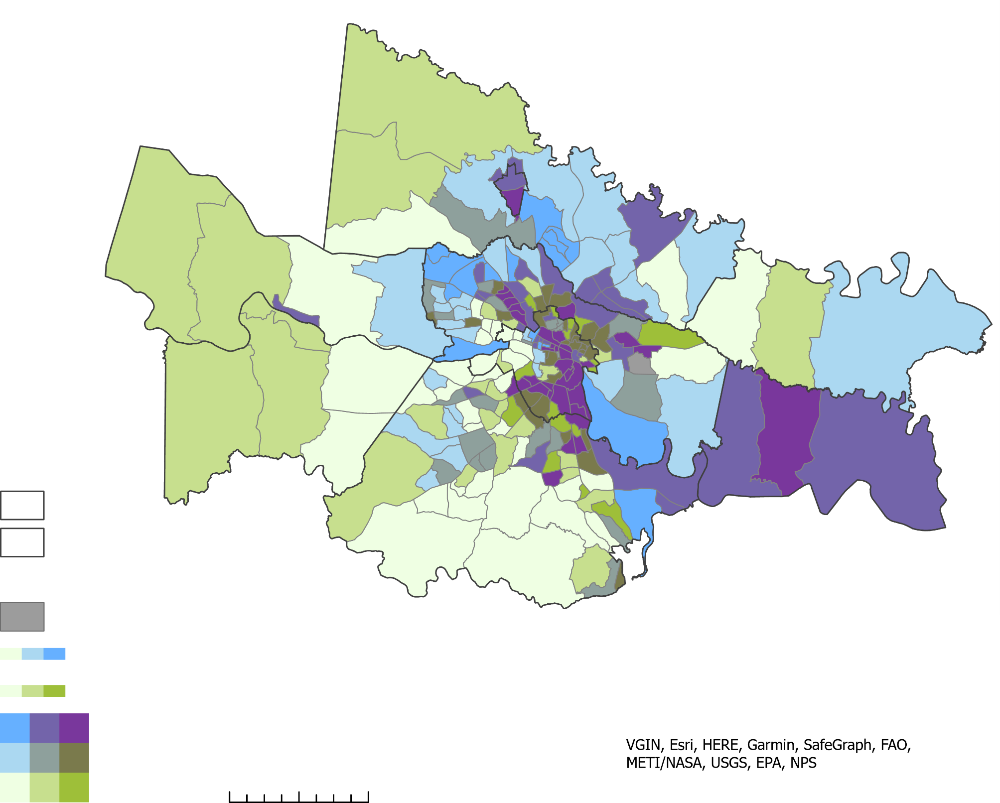 VGIN, Esri, HERE, Garmin, SafeGraph, FAO,
METI/NASA, USGS, EPA, NPS